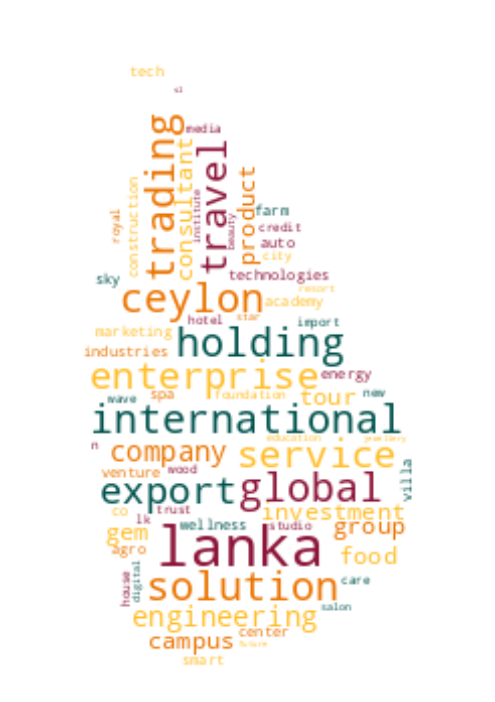 tech
sl
trading
media
travel
consultant
construction
institute
beauty
product
royal
farm
credit
auto
city
sky
technologies
ceylon
resort
academy
hotel
star
import
marketing
holding
industries
enterprise
energy
wave
spa
foundation
tour
new
international
education
jewellery
n
company
service
venture
wood
villa
export
global
co
lk
trust
investment
gem
wellness
studio
group
agro
lanka
food
house
digital
solution
care
salon
engineering
campus
center
future
smart